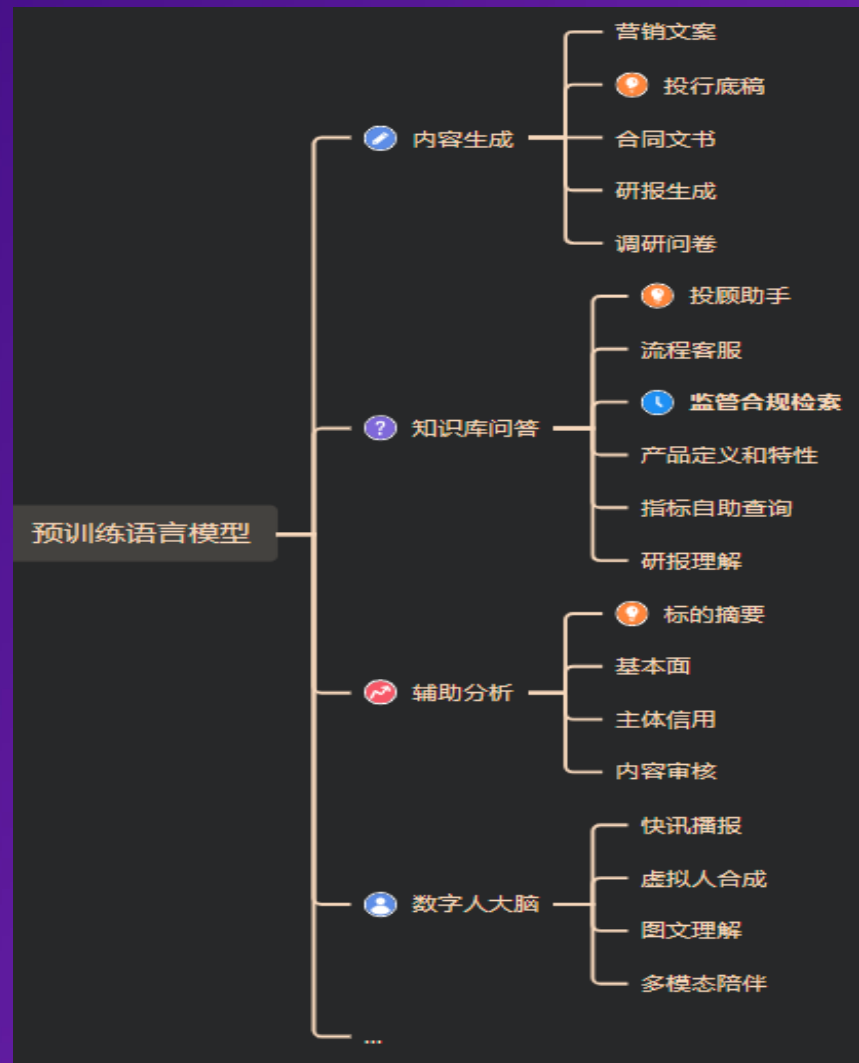 预训练语言模型
内容生成
营销文案
投行底稿
合同文书
研报生成
调研问卷
知识库问答
投顾助手
流程客服
监管合规检索
产品定义和特性
指标自助查询
研报理解
辅助分析
标的摘要
基本面
主体信用
内容审核
数字人大脑
快讯播报
虚拟人合成
图文理解
多模态陪伴
...